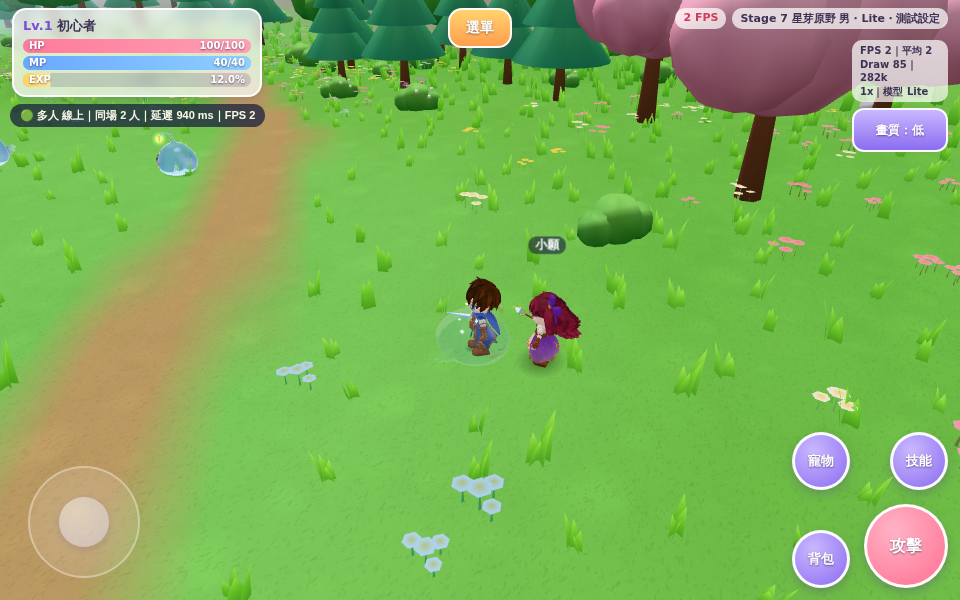 Lv.1 初心者
HP 100/100
MP 40/40
EXP 12.0%
多人 線上｜同場 2 人｜延遲 940 ms｜FPS 2
選單
2 FPS
Stage 7 星芽原野 男・Lite・測試設定
FPS 2｜平均 2
Draw 85｜
282k
1x｜模型 Lite
畫質：低
小願
寵物
技能
攻擊
背包